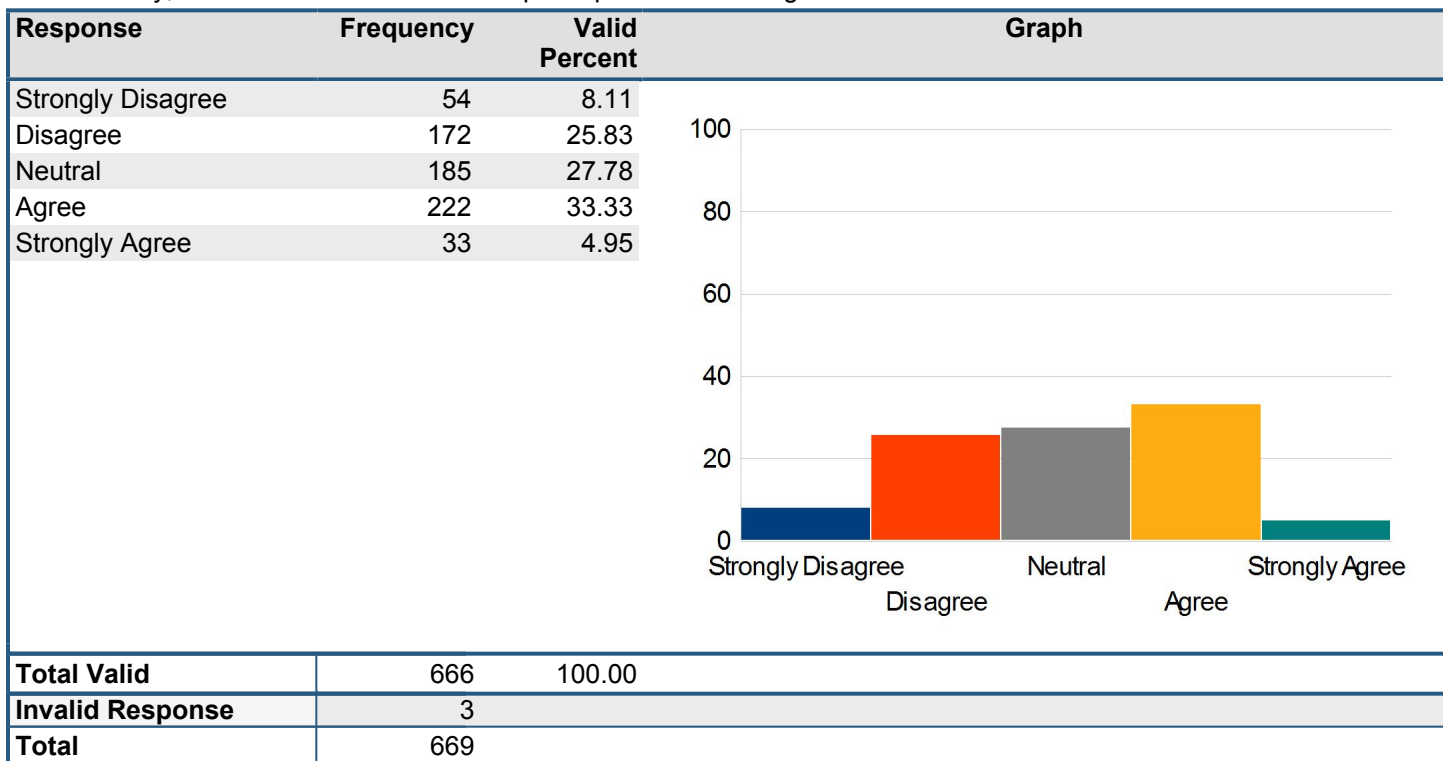 Response Frequency Valid Percent Graph
Strongly Disagree 54 8.11
Disagree 172 25.83
Neutral 185 27.78
Agree 222 33.33
Strongly Agree 33 4.95
100
80
60
40
20
0
Strongly Disagree Neutral Strongly Agree
Disagree Agree
Total Valid 666 100.00
Invalid Response 3
Total 669